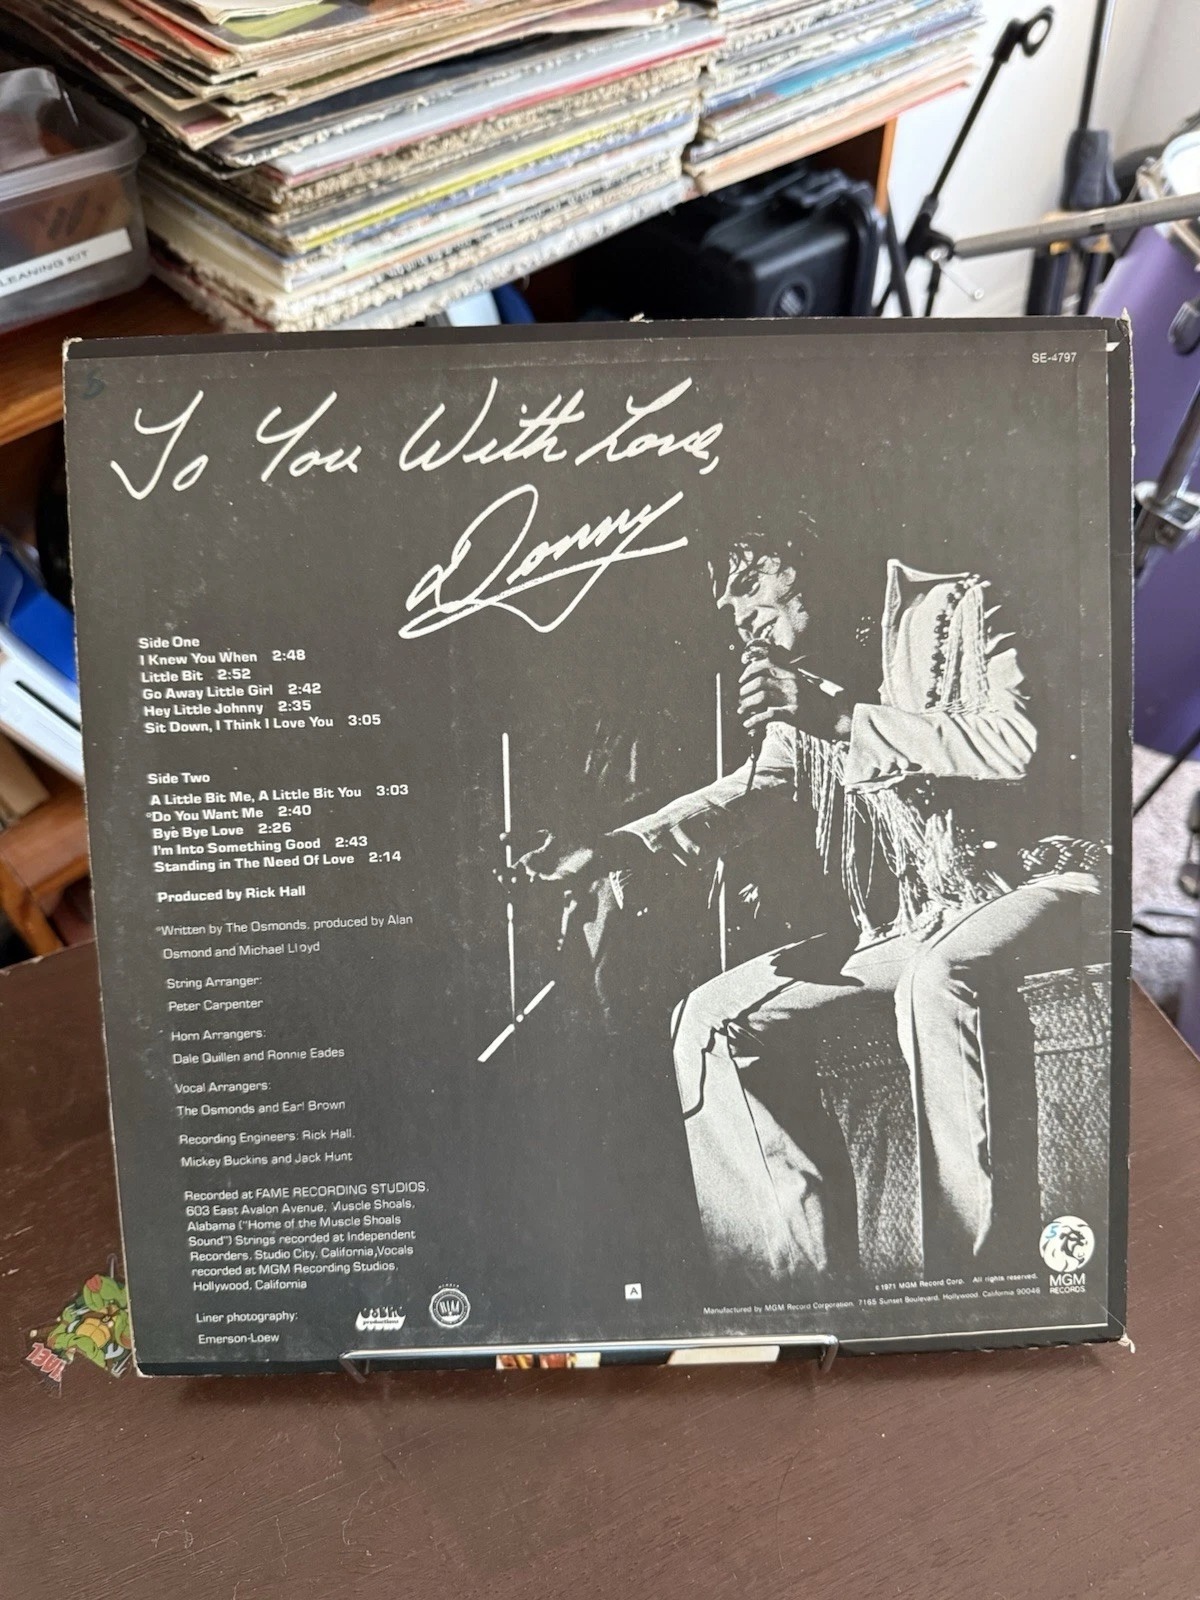 LEANING KIT
SE-4797
To You With Love,
Donny
Side One
I Knew You When 2:48
Little Bit 2:52
Go Away Little Girl 2:42
Hey Little Johnny 2:35
Sit Down, I Think I Love You 3:05
Side Two
A Little Bit Me, A Little Bit You 3:03
*Do You Want Me 2:40
Bye Bye Love 2:26
I'm Into Something Good 2:43
Standing in The Need Of Love 2:14
Produced by Rick Hall
*Written by The Osmonds, produced by Alan
Osmond and Michael Lloyd
String Arranger:
Peter Carpenter
Horn Arrangers:
Dale Quillen and Ronnie Eades
Vocal Arrangers:
The Osmonds and Earl Brown
Recording Engineers: Rick Hall,
Mickey Buckins and Jack Hunt
Recorded at FAME RECORDING STUDIOS,
603 East Avalon Avenue, Muscle Shoals,
Alabama ("Home of the Muscle Shoals
Sound") Strings recorded at Independent
Recorders, Studio City, California, Vocals
recorded at MGM Recording Studios,
Hollywood, California
Liner photography:
Emerson-Loew
productions
A
©1971 MGM Record Corp. All rights reserved.
Manufactured by MGM Record Corporation, 7165 Sunset Boulevard, Hollywood, California 90046
5
MGM
RECORDS